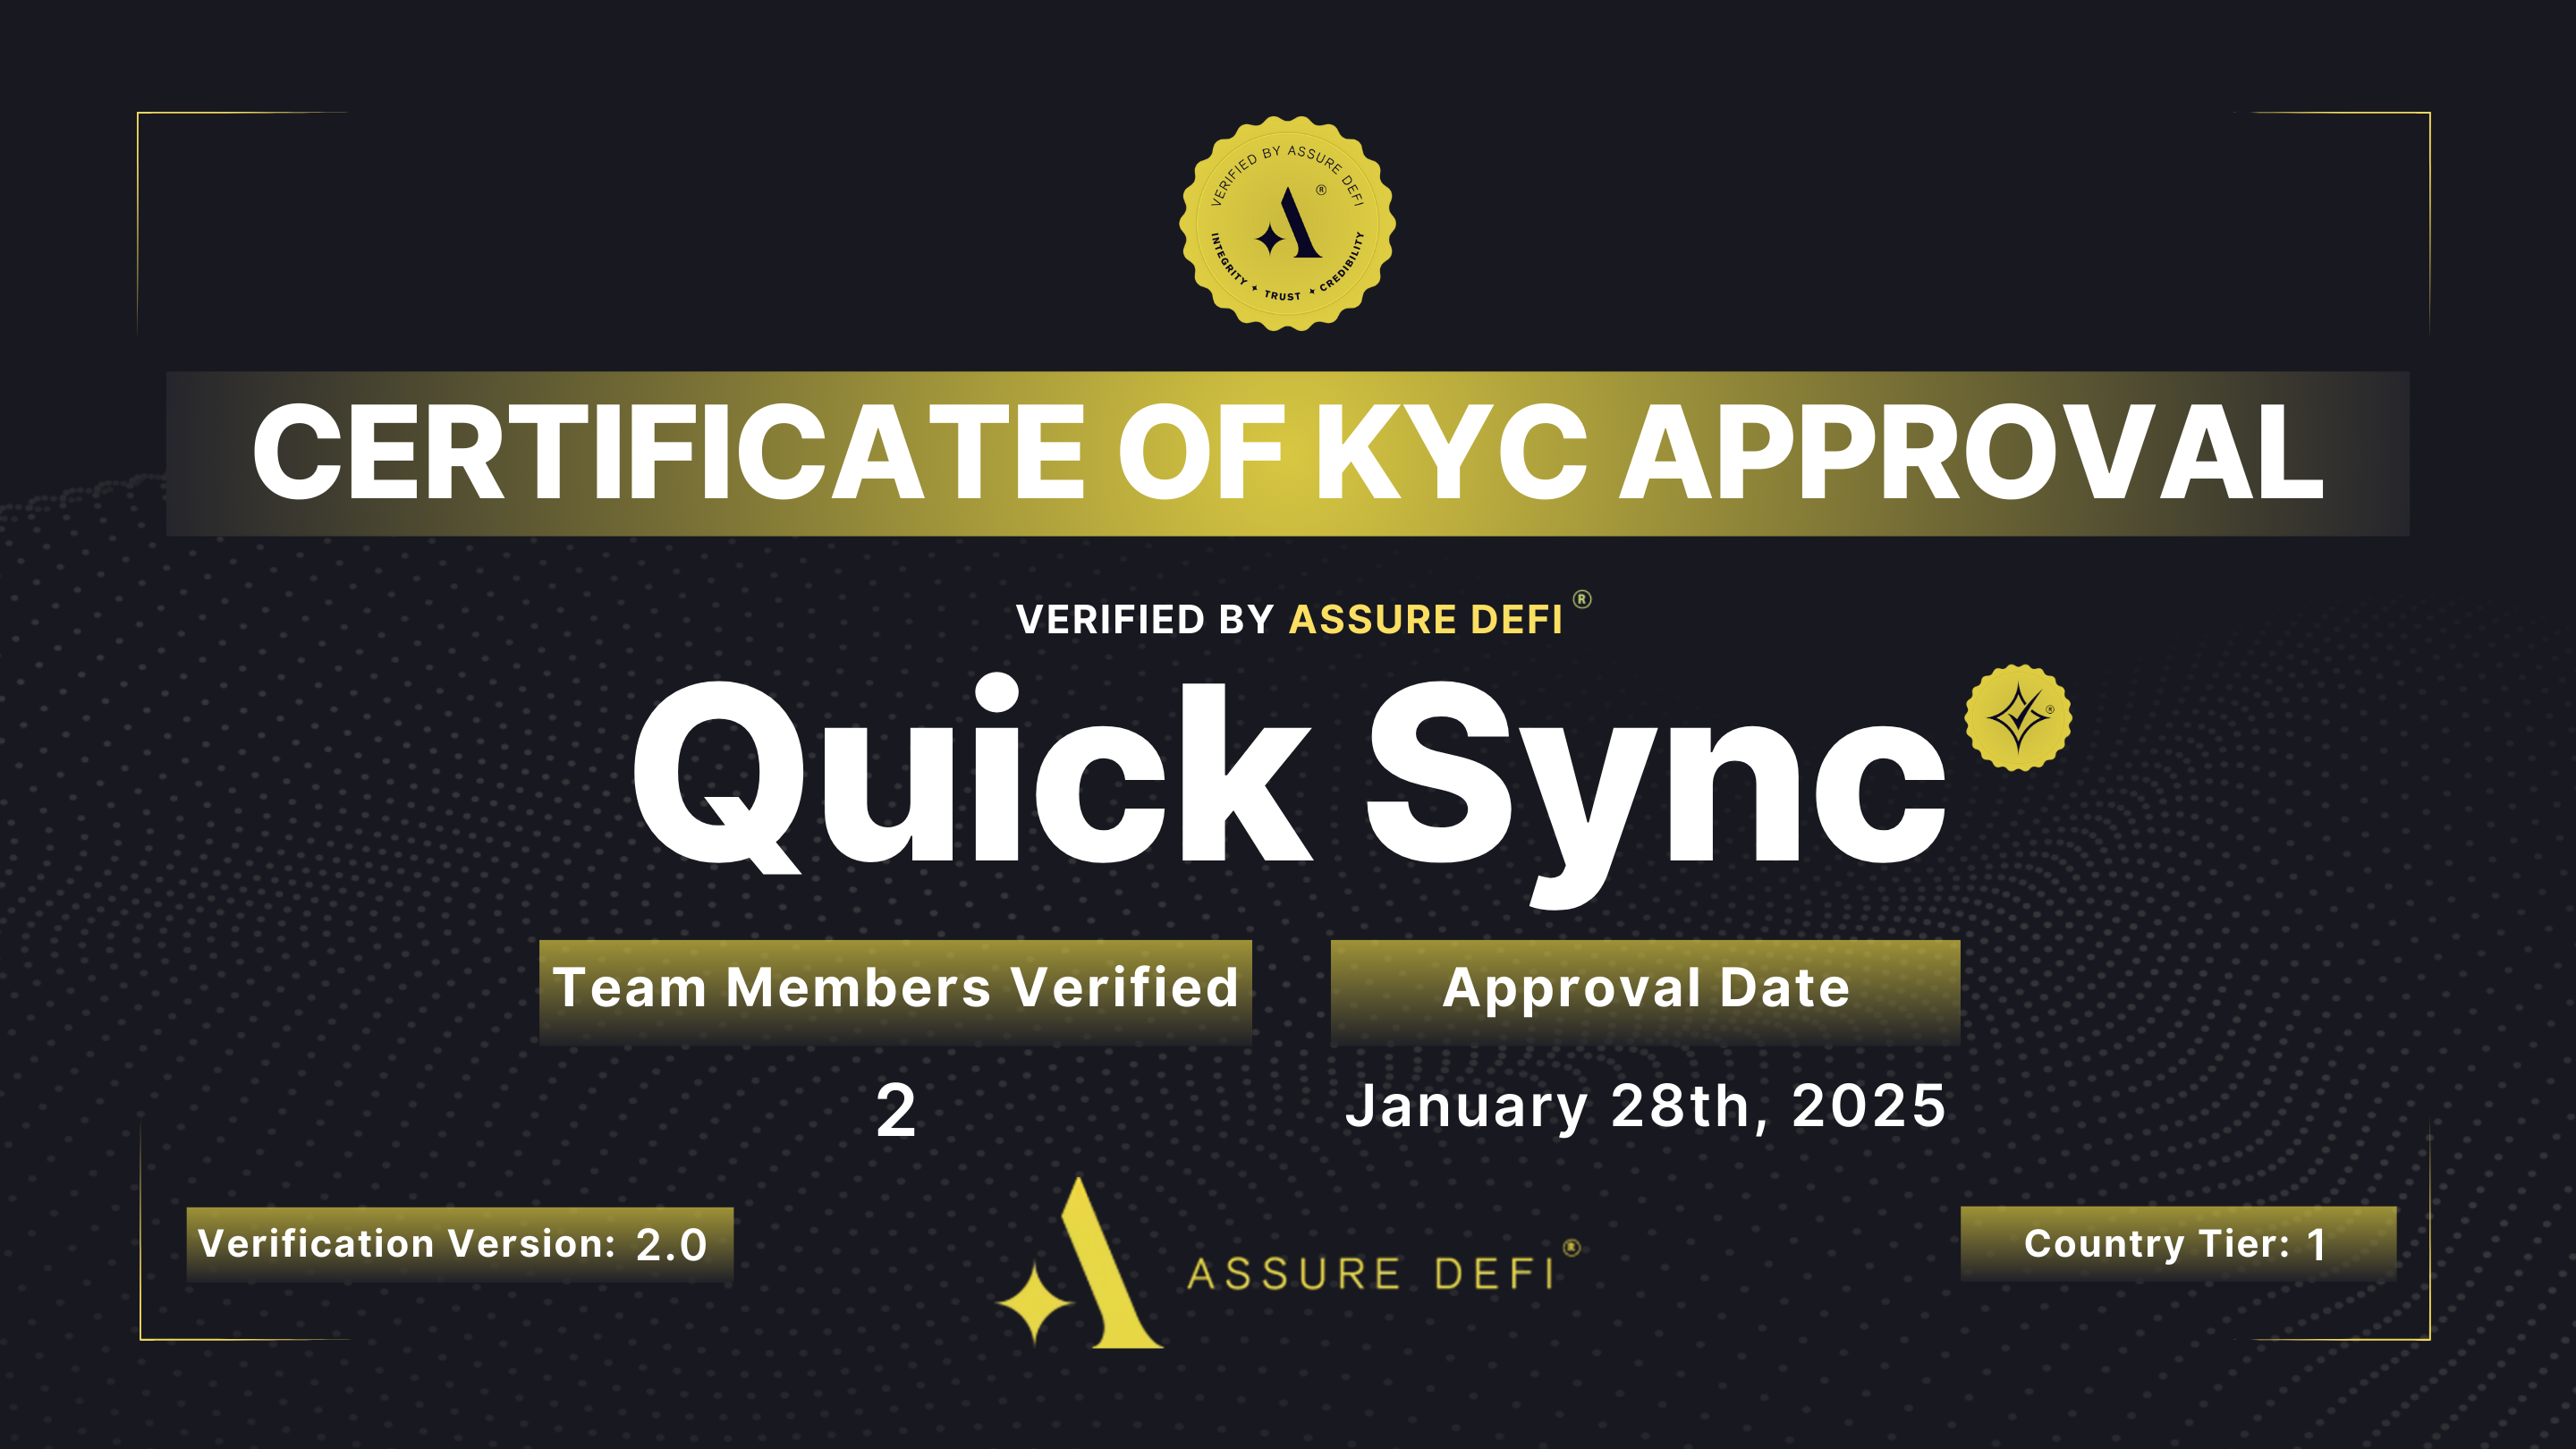 VERIFIED BY ASSURE DEFI
®
INTEGRITY ✦ TRUST ✦ CREDIBILITY
CERTIFICATE OF KYC APPROVAL
VERIFIED BY ASSURE DEFI®
Quick Sync
®
Team Members Verified
2
Approval Date
January 28th, 2025
Verification Version: 2.0
ASSURE DEFI®
Country Tier: 1